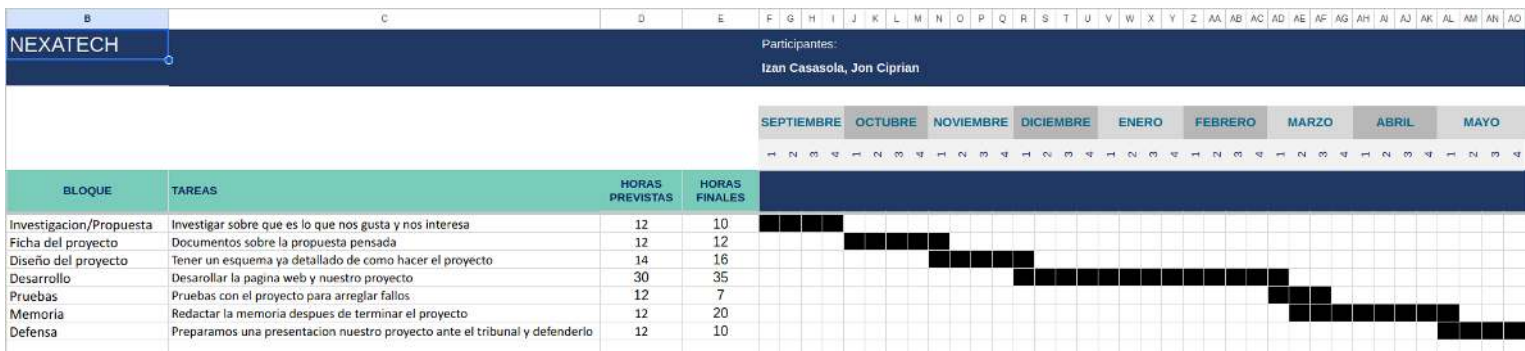 B C D E F G H I J K L M N O P Q R S T U V W X Y Z AA AB AC AD AE AF AG AH AI AJ AK AL AM AN AO
NEXATECH
Participantes:
Izan Casasola, Jon Ciprian
SEPTIEMBRE OCTUBRE NOVIEMBRE DICIEMBRE ENERO FEBRERO MARZO ABRIL MAYO
1 2 3 4 1 2 3 4 1 2 3 4 1 2 3 4 1 2 3 4 1 2 3 4 1 2 3 4 1 2 3 4 1 2 3 4
BLOQUE TAREAS HORAS PREVISTAS HORAS FINALES
Investigacion/Propuesta Investigar sobre que es lo que nos gusta y nos interesa 12 10
Ficha del proyecto Documentos sobre la propuesta pensada 12 12
Diseño del proyecto Tener un esquema ya detallado de como hacer el proyecto 14 16
Desarrollo Desarollar la pagina web y nuestro proyecto 30 35
Pruebas Pruebas con el proyecto para arreglar fallos 12 7
Memoria Redactar la memoria despues de terminar el proyecto 12 20
Defensa Preparamos una presentacion nuestro proyecto ante el tribunal y defenderlo 12 10